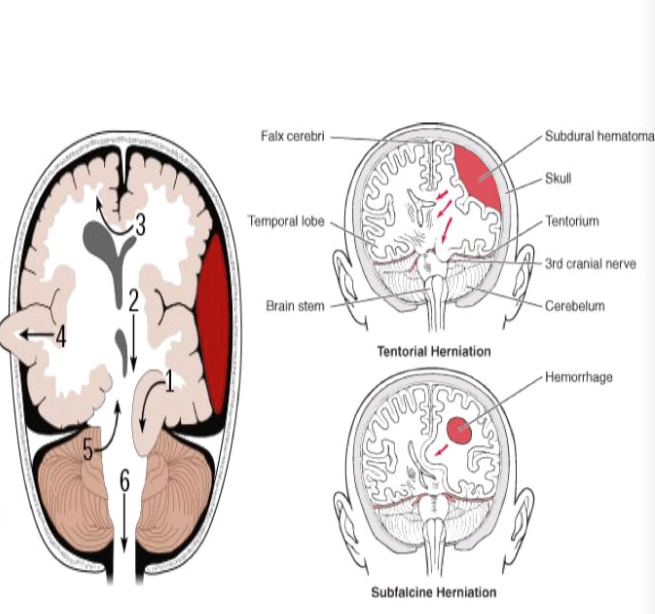 3
2
4
1
5
6
Falx cerebri
Subdural hematoma
Skull
Temporal lobe
Tentorium
3rd cranial nerve
Brain stem
Cerebelum
Tentorial Herniation
Hemorrhage
Subfalcine Herniation